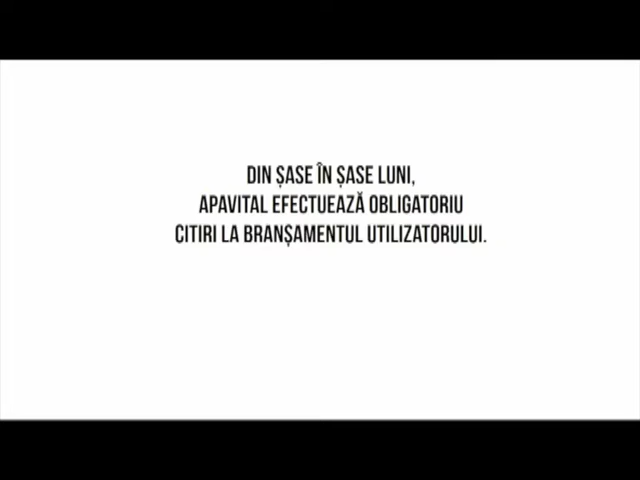 DIN ȘASE ÎN ȘASE LUNI,
APAVITAL EFECTUEAZĂ OBLIGATORIU
CITIRI LA BRANȘAMENTUL UTILIZATORULUI.